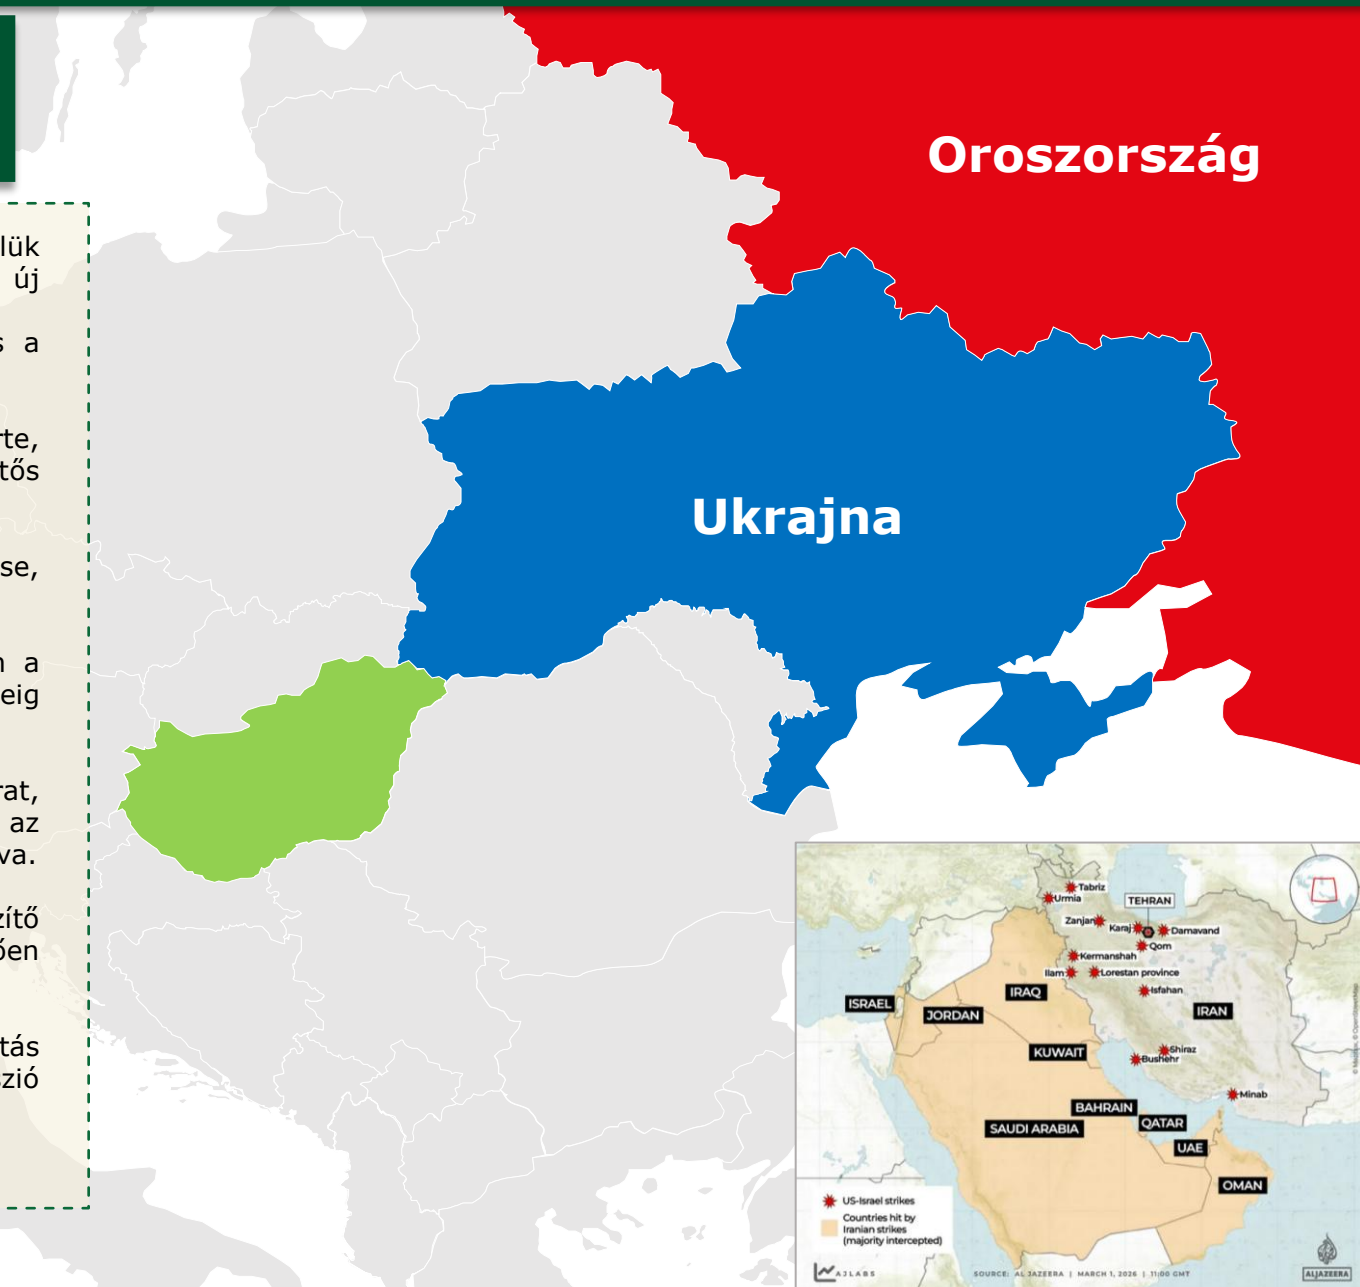 Oroszország
lük
új
s a
rte,
tős
se,
n a
eig
rat,
az
va.
zítő
ően
tás
szió
Ukrajna
Tabriz
Urmia
TEHRAN
Zanjan
Karaj
Damavand
Qom
Kermanshah
Ilam
Lorestan province
Isfahan
IRAQ
ISRAEL
JORDAN
IRAN
KUWAIT
Shiraz
Bushehr
Minab
BAHRAIN
QATAR
SAUDI ARABIA
UAE
OMAN
US-Israel strikes
Countries hit by
Iranian strikes
(majority intercepted)
AJLABS
SOURCE: AL JAZEERA | MARCH 1, 2026 | 11:00 GMT
ALJAZEERA